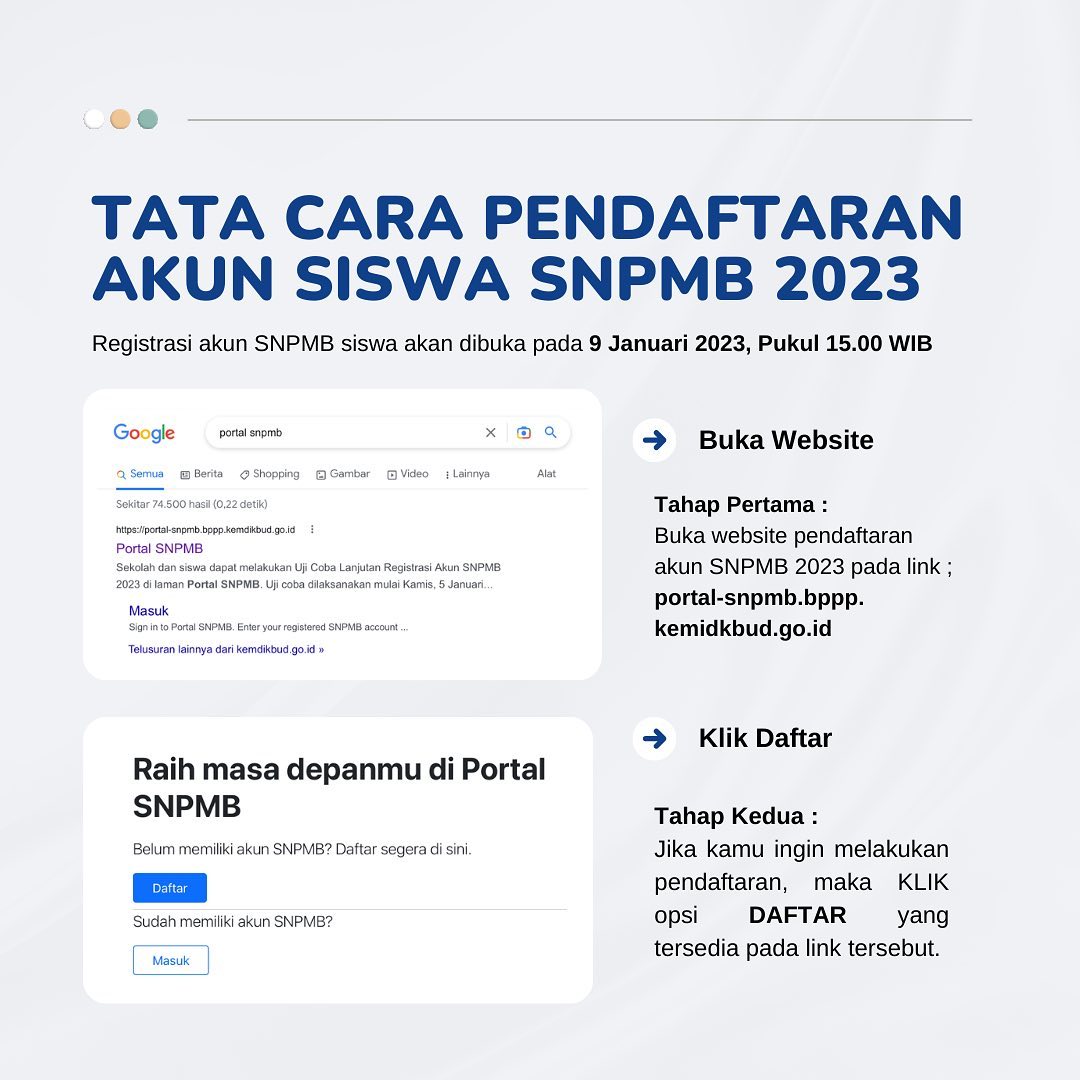 TATA CARA PENDAFTARAN
AKUN SISWA SNPMB 2023
Registrasi akun SNPMB siswa akan dibuka pada 9 Januari 2023, Pukul 15.00 WIB
Google
portal snpmb
Semua Berita Shopping Gambar Video Lainnya Alat
Sekitar 74.500 hasil (0,22 detik)
https://portal-snpmb.bppp.kemdikbud.go.id
Portal SNPMB
Sekolah dan siswa dapat melakukan Uji Coba Lanjutan Registrasi Akun SNPMB
2023 di laman Portal SNPMB. Uji coba dilaksanakan mulai Kamis, 5 Januari...
Masuk
Sign in to Portal SNPMB. Enter your registered SNPMB account ...
Telusuran lainnya dari kemdikbud.go.id »
Buka Website
Tahap Pertama :
Buka website pendaftaran
akun SNPMB 2023 pada link ;
portal-snpmb.bppp.
kemidkbud.go.id
Raih masa depanmu di Portal
SNPMB
Belum memiliki akun SNPMB? Daftar segera di sini.
Daftar
Sudah memiliki akun SNPMB?
Masuk
Klik Daftar
Tahap Kedua :
Jika kamu ingin melakukan
pendaftaran, maka KLIK
opsi DAFTAR yang
tersedia pada link tersebut.